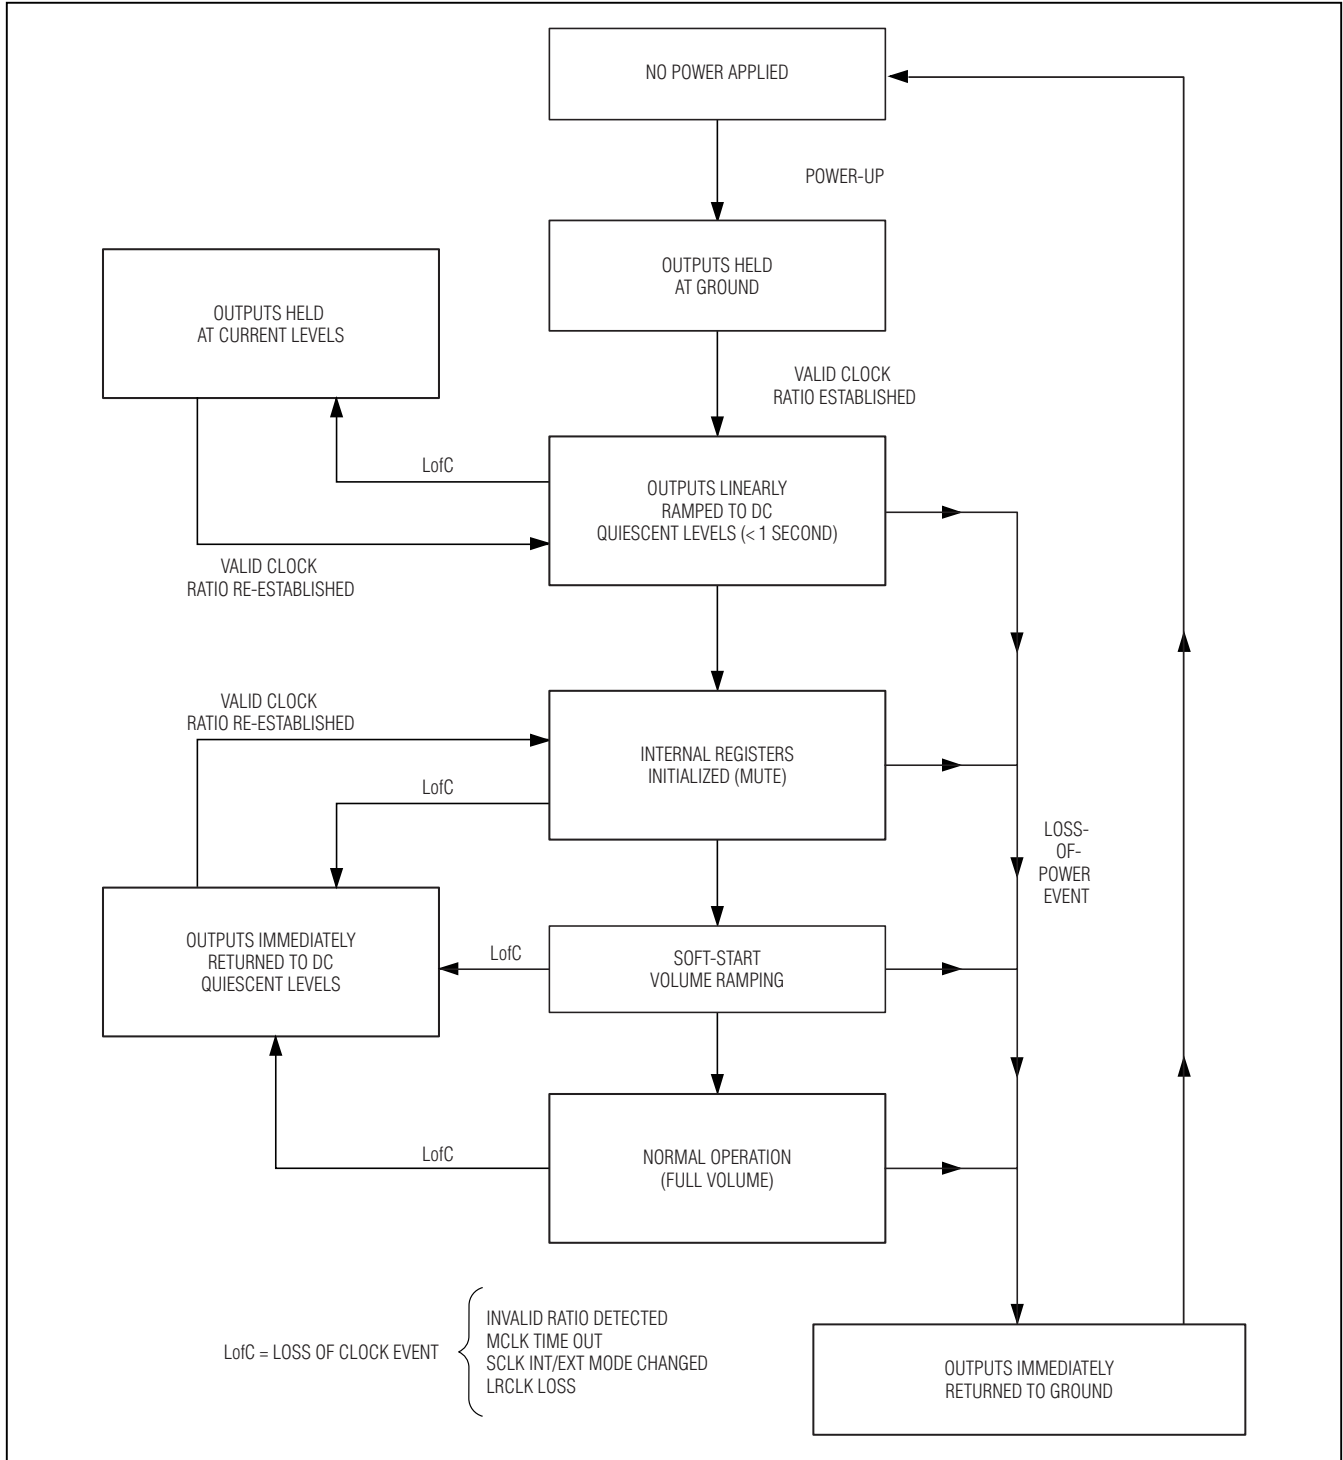 NO POWER APPLIED
POWER-UP
OUTPUTS HELD
AT GROUND
OUTPUTS HELD
AT CURRENT LEVELS
VALID CLOCK
RATIO ESTABLISHED
LofC
OUTPUTS LINEARLY
RAMPED TO DC
QUIESCENT LEVELS (< 1 SECOND)
VALID CLOCK
RATIO RE-ESTABLISHED
VALID CLOCK
RATIO RE-ESTABLISHED
INTERNAL REGISTERS
INITIALIZED (MUTE)
LofC
LOSS-
OF-
POWER
EVENT
OUTPUTS IMMEDIATELY
RETURNED TO DC
QUIESCENT LEVELS
LofC
SOFT-START
VOLUME RAMPING
LofC
NORMAL OPERATION
(FULL VOLUME)
LofC = LOSS OF CLOCK EVENT
INVALID RATIO DETECTED
MCLK TIME OUT
SCLK INT/EXT MODE CHANGED
LRCLK LOSS
OUTPUTS IMMEDIATELY
RETURNED TO GROUND